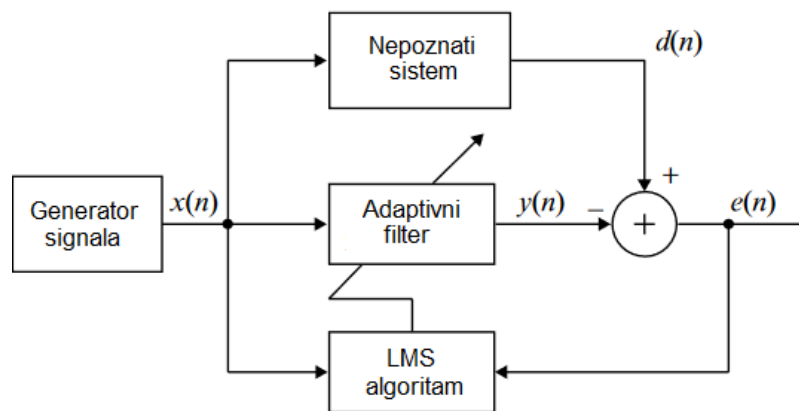 Nepoznati
sistem
d(n)
+
Generator
signala
x(n)
Adaptivni
filter
y(n)
−
+
e(n)
LMS
algoritam